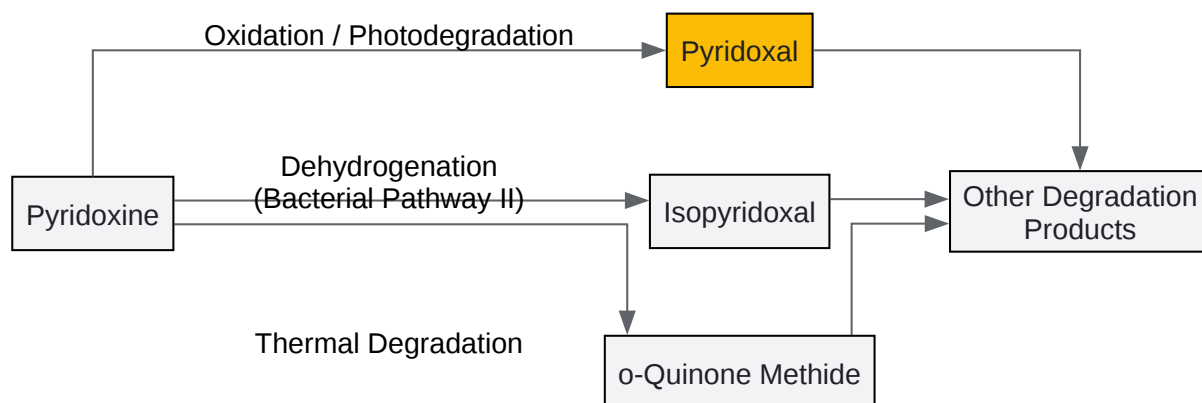 Oxidation / Photodegradation
Pyridoxal
Dehydrogenation
(Bacterial Pathway II)
Pyridoxine
Isopyridoxal
Other Degradation
Products
Thermal Degradation
o-Quinone Methide